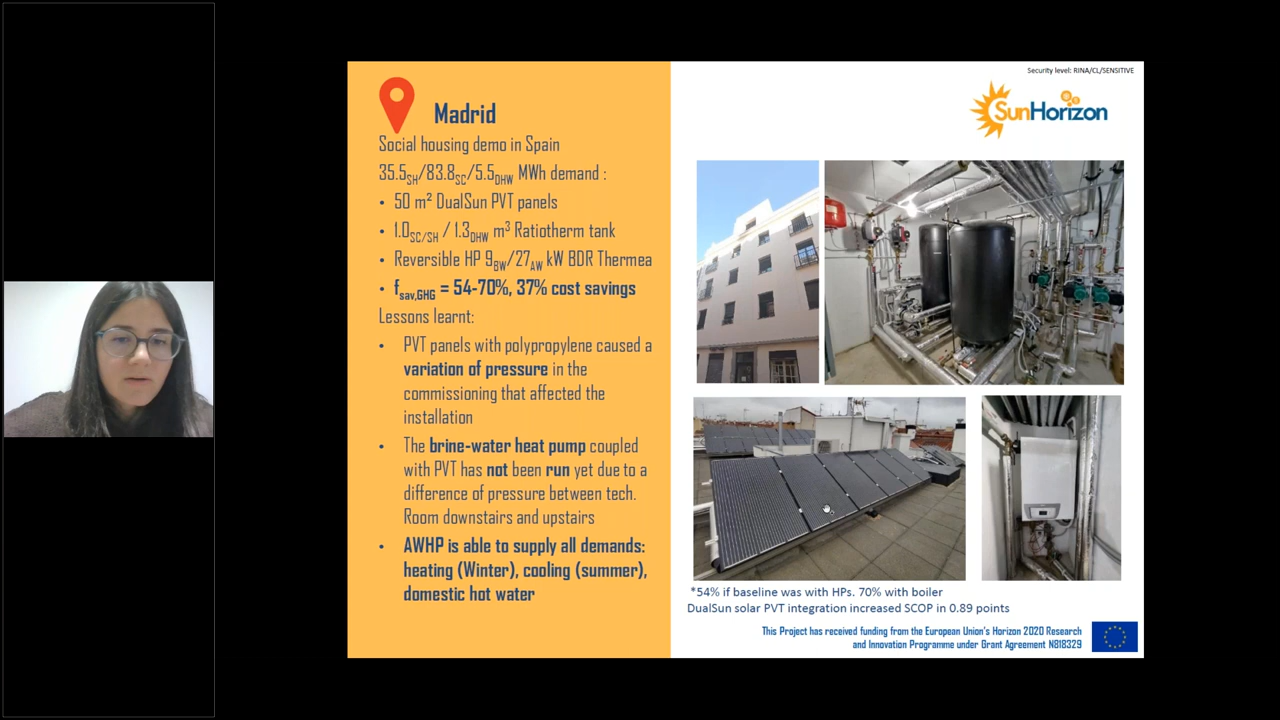 Security level: RINA/CL/SENSITIVE
SunHorizon
Madrid
Social housing demo in Spain
35.5SH/83.8SC/5.5DHW MWh demand :
• 50 m² DualSun PVT panels
• 1.0SC/SH / 1.3DHW m³ Ratiotherm tank
• Reversible HP 9BW/27AW kW BDR Thermea
• fsav,GHG = 54-70%, 37% cost savings
Lessons learnt:
• PVT panels with polypropylene caused a
variation of pressure in the
commissioning that affected the
installation
• The brine-water heat pump coupled
with PVT has not been run yet due to a
difference of pressure between tech.
Room downstairs and upstairs
• AWHP is able to supply all demands:
heating (Winter), cooling (summer),
domestic hot water
*54% if baseline was with HPs. 70% with boiler
DualSun solar PVT integration increased SCOP in 0.89 points
This Project has received funding from the European Union's Horizon 2020 Research
and Innovation Programme under Grant Agreement N818329